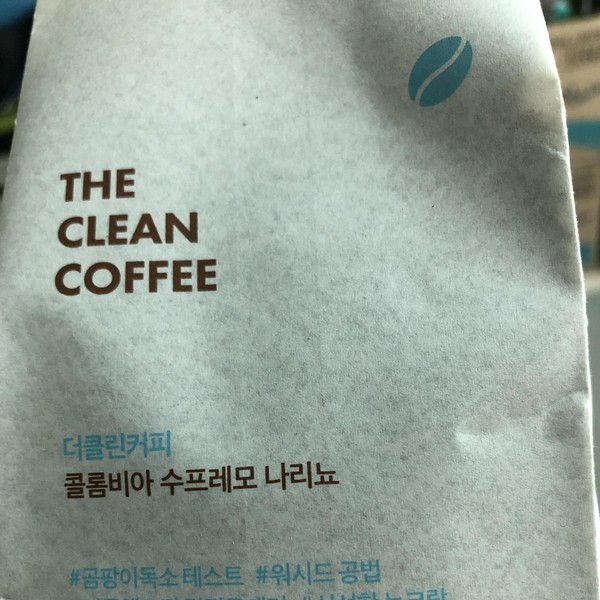 THE
CLEAN
COFFEE
더클린커피
콜롬비아 수프레모 나리뇨
#곰팡이독소 테스트 #워시드 공법